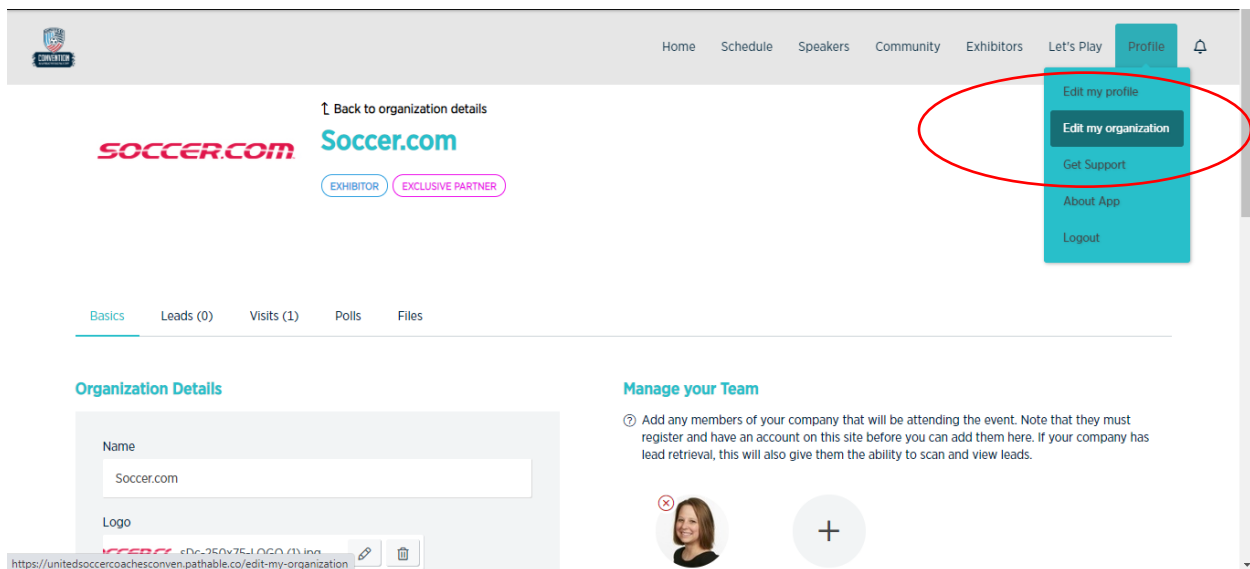 CONVENTION
Home Schedule Speakers Community Exhibitors Let's Play Profile
Edit my profile
Edit my organization
Get Support
About App
Logout
↥ Back to organization details
SOCCER.COM
Soccer.com
EXHIBITOR EXCLUSIVE PARTNER
Basics Leads (0) Visits (1) Polls Files
Organization Details
Name
Soccer.com
Logo
sDc-250x75-LOGO (1).jpg
Manage your Team
Add any members of your company that will be attending the event. Note that they must
register and have an account on this site before you can add them here. If your company has
lead retrieval, this will also give them the ability to scan and view leads.
https://unitedsoccercoachesconven.pathable.co/edit-my-organization